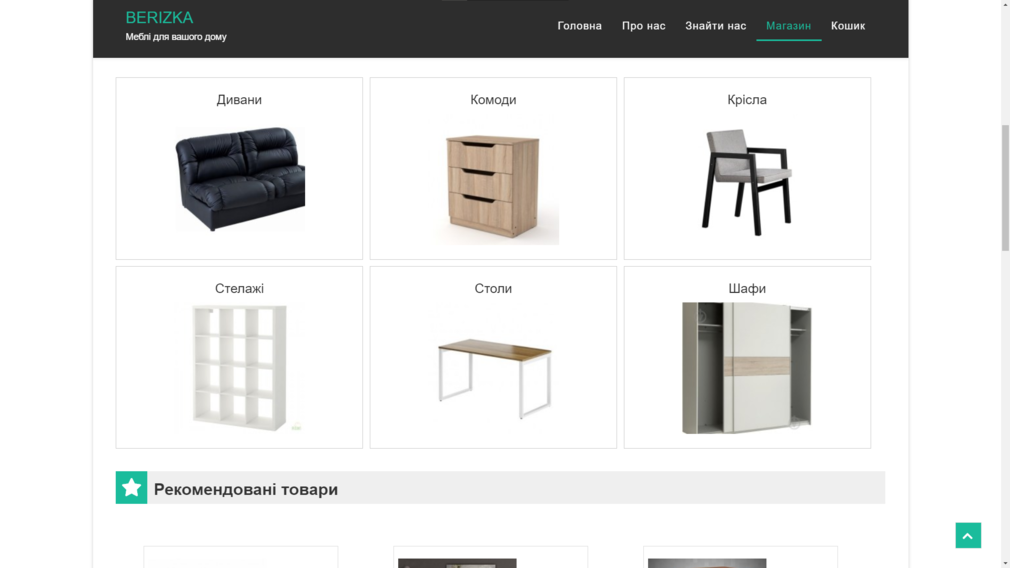 BERIZKA
Меблі для вашого дому
Головна Про нас Знайти нас Магазин Кошик
Дивани Комоди Крісла
Стелажі Столи Шафи
Рекомендовані товари